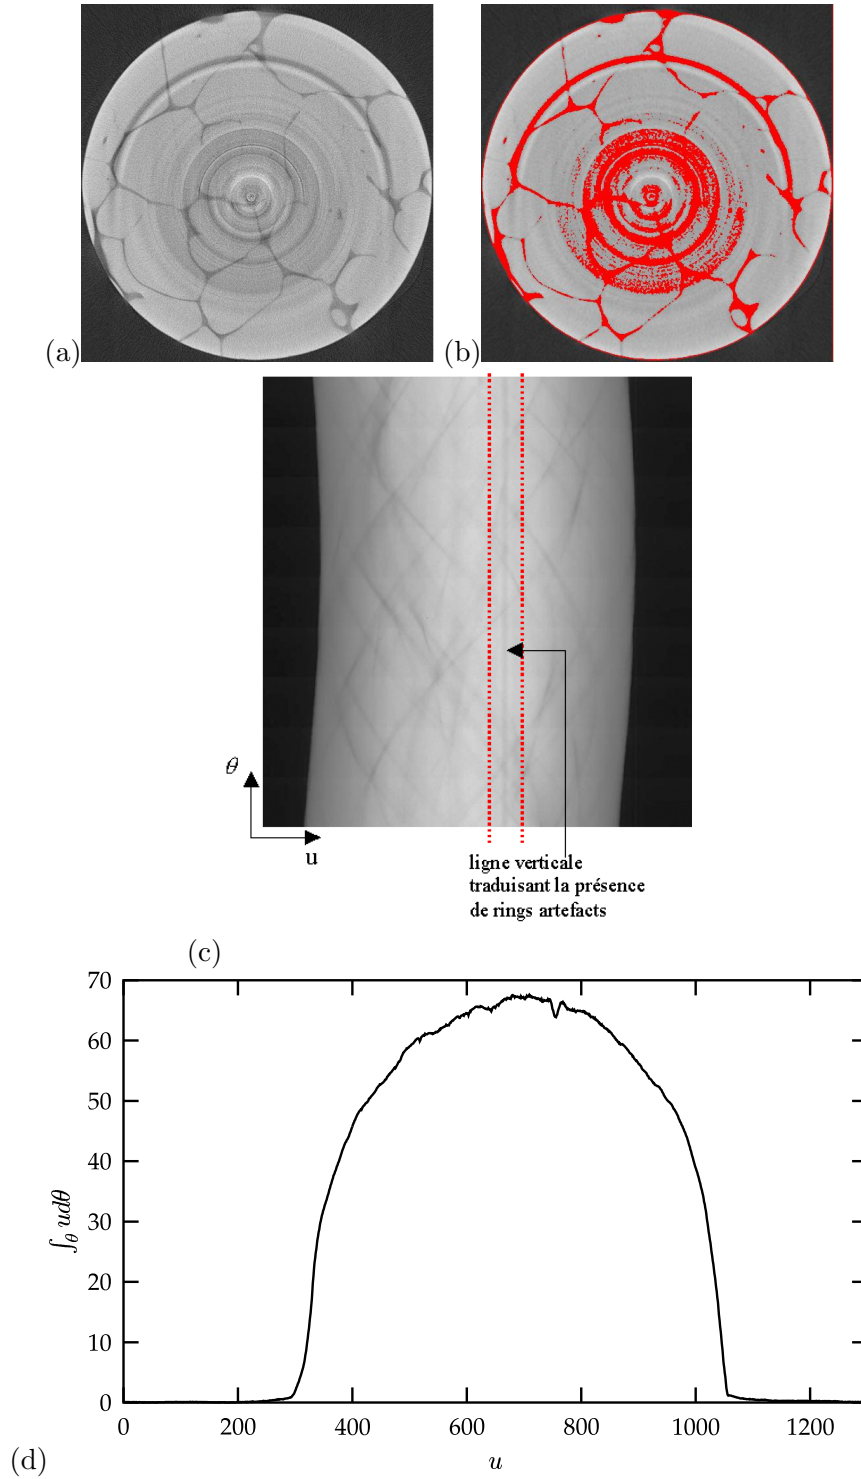 (a)
(b)
θ
u
ligne verticale
traduisant la présence
de rings artefacts
(c)
70
60
50
40
30
20
10
0
∫θ udθ
0 200 400 600 800 1000 1200
u
(d)